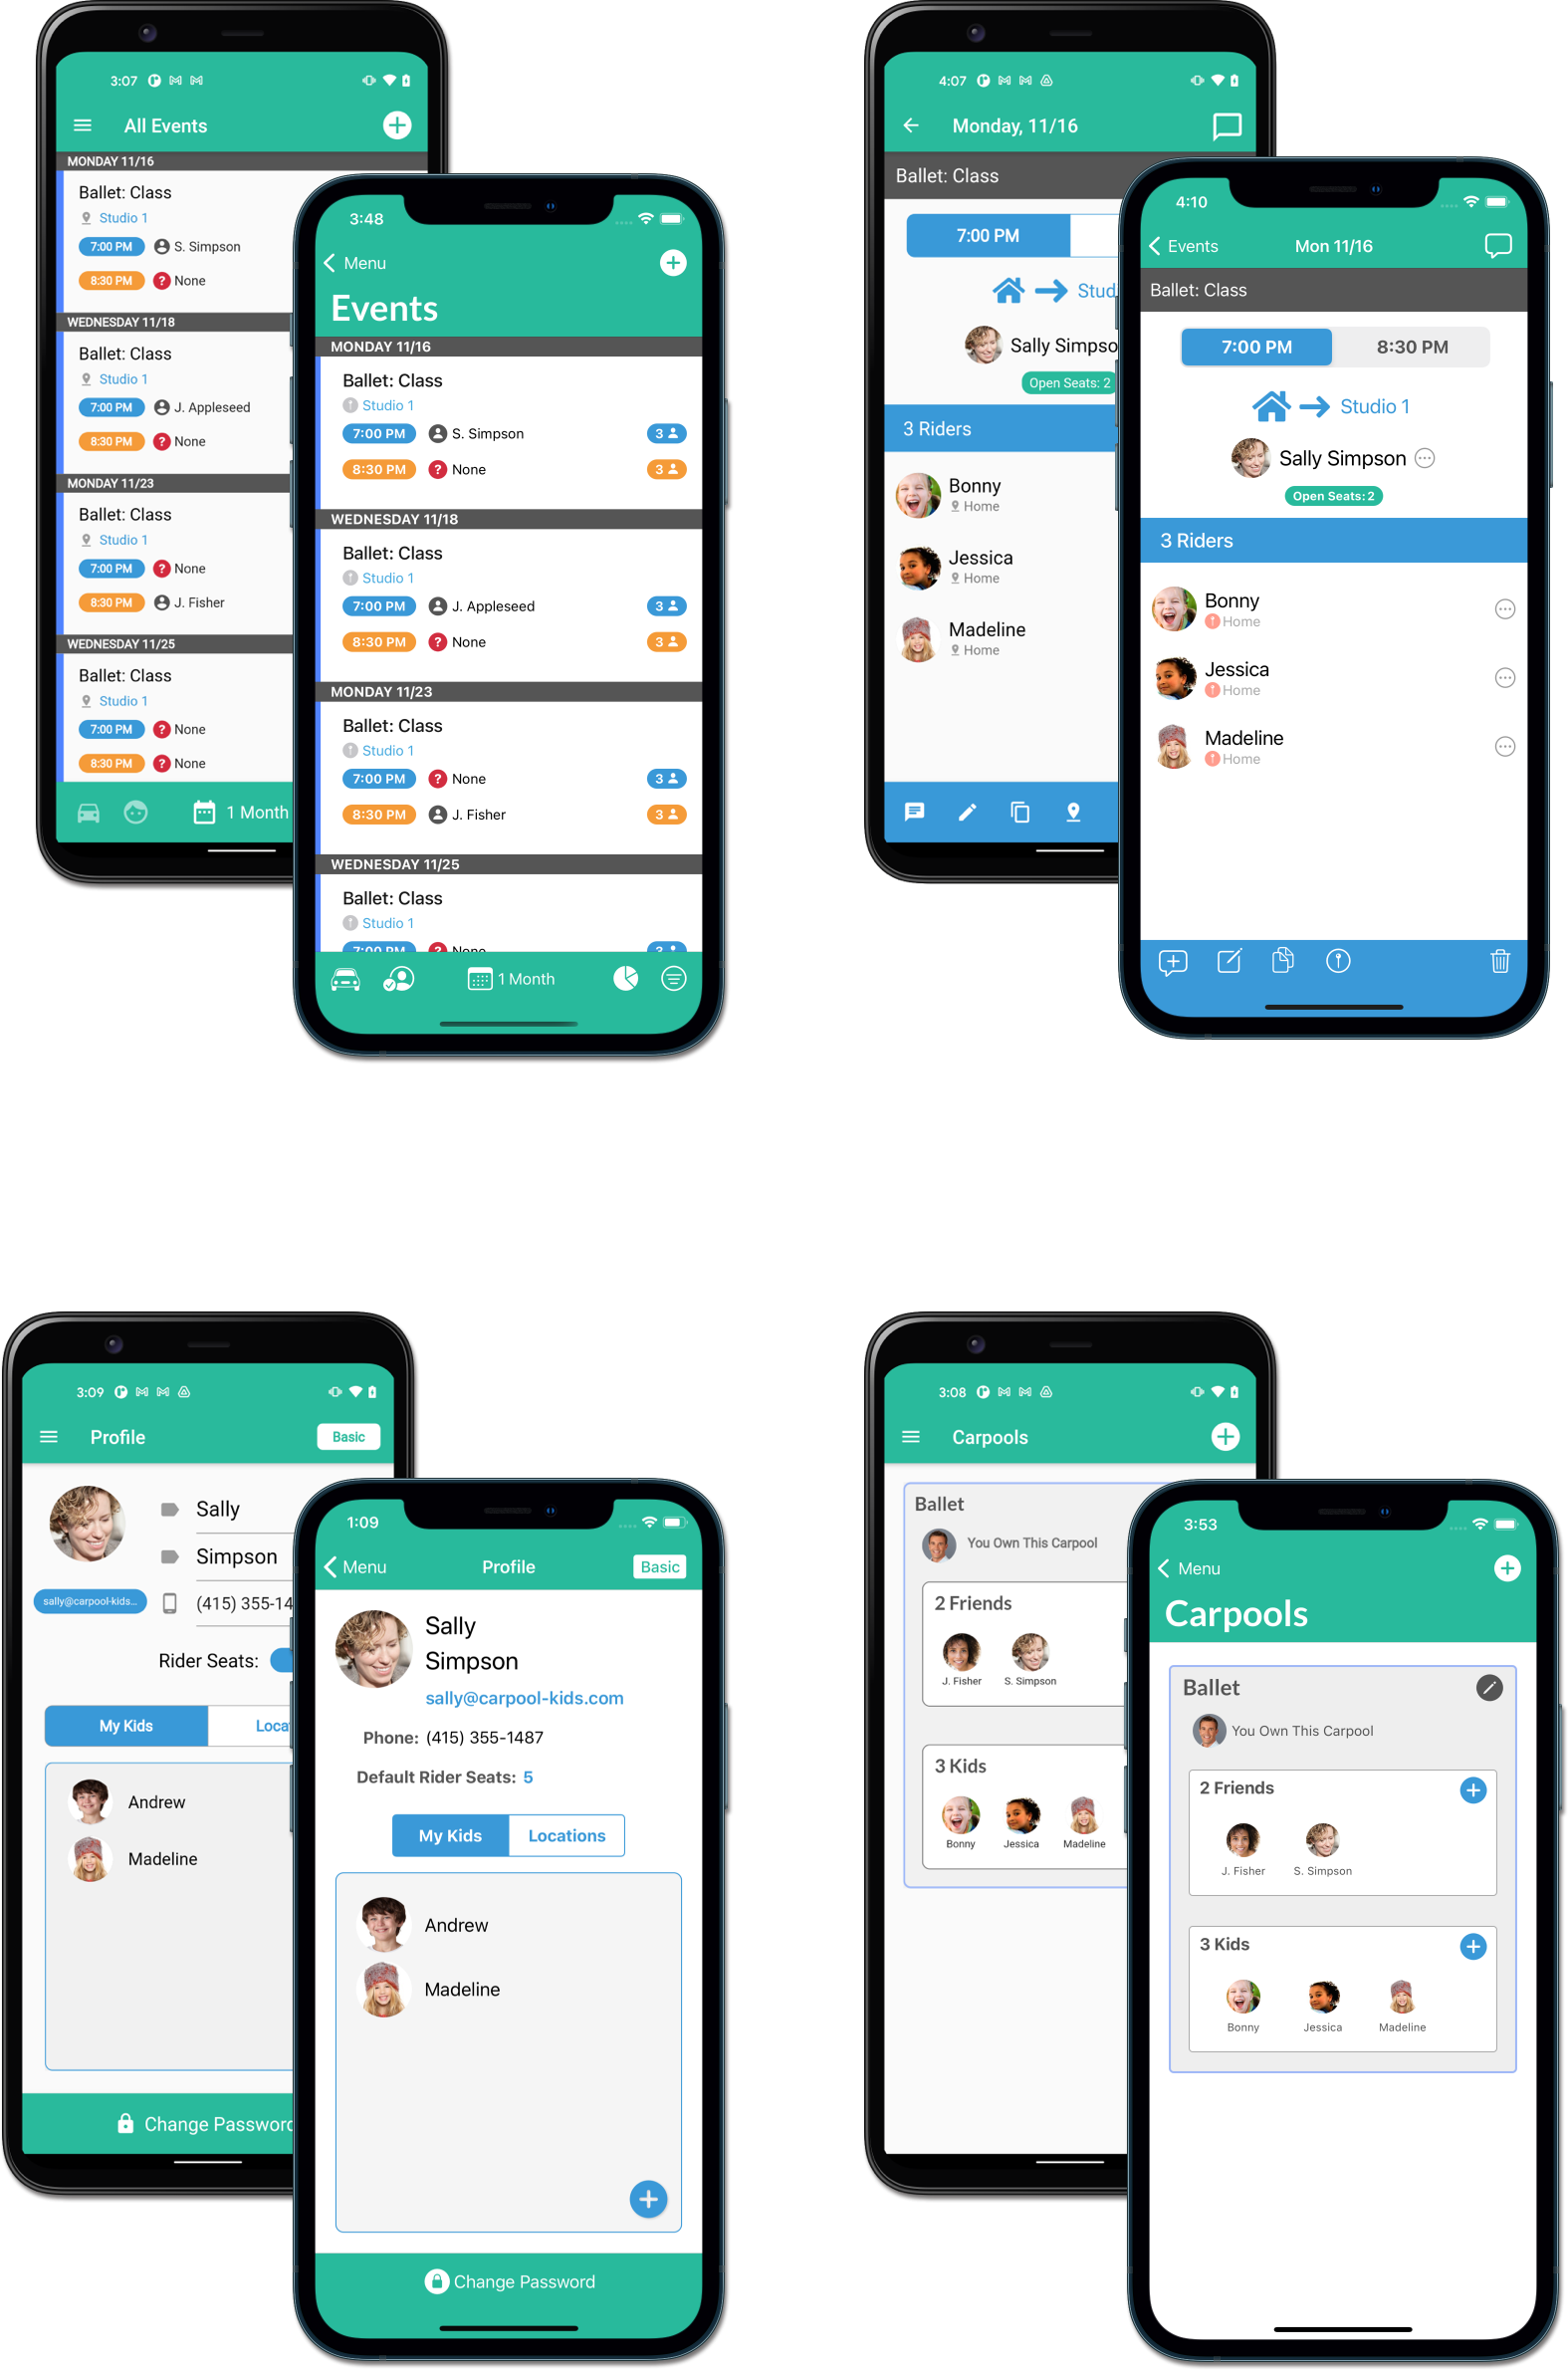 3:07
All Events
MONDAY 11/16
Ballet: Class
Studio 1
7:00 PM S. Simpson
8:30 PM ? None
WEDNESDAY 11/18
Ballet: Class
Studio 1
7:00 PM J. Appleseed
8:30 PM ? None
MONDAY 11/23
Ballet: Class
Studio 1
7:00 PM ? None
8:30 PM J. Fisher
WEDNESDAY 11/25
Ballet: Class
Studio 1
7:00 PM ? None
8:30 PM ? None
1 Month
3:48
Menu
Events
MONDAY 11/16
Ballet: Class
Studio 1
7:00 PM S. Simpson 3
8:30 PM ? None 3
WEDNESDAY 11/18
Ballet: Class
Studio 1
7:00 PM J. Appleseed 3
8:30 PM ? None 3
MONDAY 11/23
Ballet: Class
Studio 1
7:00 PM ? None 3
8:30 PM J. Fisher 3
WEDNESDAY 11/25
Ballet: Class
Studio 1
7:00 PM ? None 3
1 Month
4:07
Monday, 11/16
Ballet: Class
7:00 PM
Stud
Sally Simpso
Open Seats: 2
3 Riders
Bonny
Home
Jessica
Home
Madeline
Home
4:10
Events Mon 11/16
Ballet: Class
7:00 PM 8:30 PM
Studio 1
Sally Simpson
Open Seats: 2
3 Riders
Bonny
Home
Jessica
Home
Madeline
Home
3:09
Profile Basic
Sally
Simpson
sally@carpool-kids... (415) 355-14
Rider Seats:
My Kids Loca
Andrew
Madeline
Change Password
1:09
Menu Profile Basic
Sally
Simpson
sally@carpool-kids.com
Phone: (415) 355-1487
Default Rider Seats: 5
My Kids Locations
Andrew
Madeline
Change Password
3:08
Carpools
Ballet
You Own This Carpool
2 Friends
J. Fisher S. Simpson
3 Kids
Bonny Jessica Madeline
3:53
Menu
Carpools
Ballet
You Own This Carpool
2 Friends
J. Fisher S. Simpson
3 Kids
Bonny Jessica Madeline